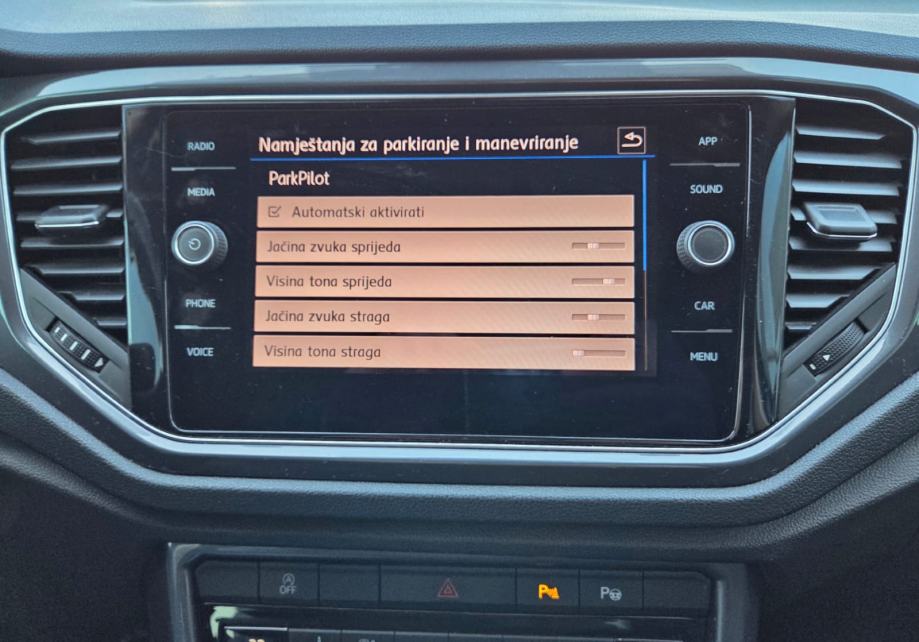 RADIO
MEDIA
PHONE
VOICE
Namještanja za parkiranje i manevriranje
ParkPilot
Automatski aktivirati
Jačina zvuka sprijeda
Visina tona sprijeda
Jačina zvuka straga
Visina tona straga
APP
SOUND
CAR
MENU
A
OFF
P
P